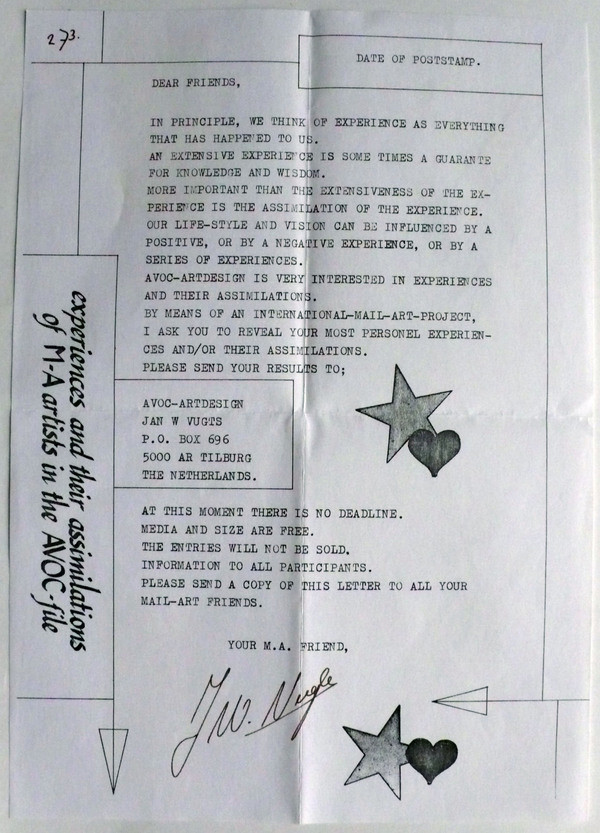 273.
DATE OF POSTSTAMP.
DEAR FRIENDS,
IN PRINCIPLE, WE THINK OF EXPERIENCE AS EVERYTHING
THAT HAS HAPPENED TO US.
AN EXTENSIVE EXPERIENCE IS SOME TIMES A GUARANTE
FOR KNOWLEDGE AND WISDOM.
MORE IMPORTANT THAN THE EXTENSIVENESS OF THE EX-
PERIENCE IS THE ASSIMILATION OF THE EXPERIENCE.
OUR LIFE-STYLE AND VISION CAN BE INFLUENCED BY A
POSITIVE, OR BY A NEGATIVE EXPERIENCE, OR BY A
SERIES OF EXPERIENCES.
AVOC-ARTDESIGN IS VERY INTERESTED IN EXPERIENCES
AND THEIR ASSIMILATIONS.
BY MEANS OF AN INTERNATIONAL-MAIL-ART-PROJECT,
I ASK YOU TO REVEAL YOUR MOST PERSONEL EXPERIEN-
CES AND/OR THEIR ASSIMILATIONS.
PLEASE SEND YOUR RESULTS TO;
AVOC-ARTDESIGN
JAN W VUGTS
P.O. BOX 696
5000 AR TILBURG
THE NETHERLANDS.
AT THIS MOMENT THERE IS NO DEADLINE.
MEDIA AND SIZE ARE FREE.
THE ENTRIES WILL NOT BE SOLD.
INFORMATION TO ALL PARTICIPANTS.
PLEASE SEND A COPY OF THIS LETTER TO ALL YOUR
MAIL-ART FRIENDS.
YOUR M.A. FRIEND,
experiences and their assimilations
of M-A artists in the AVOC-file